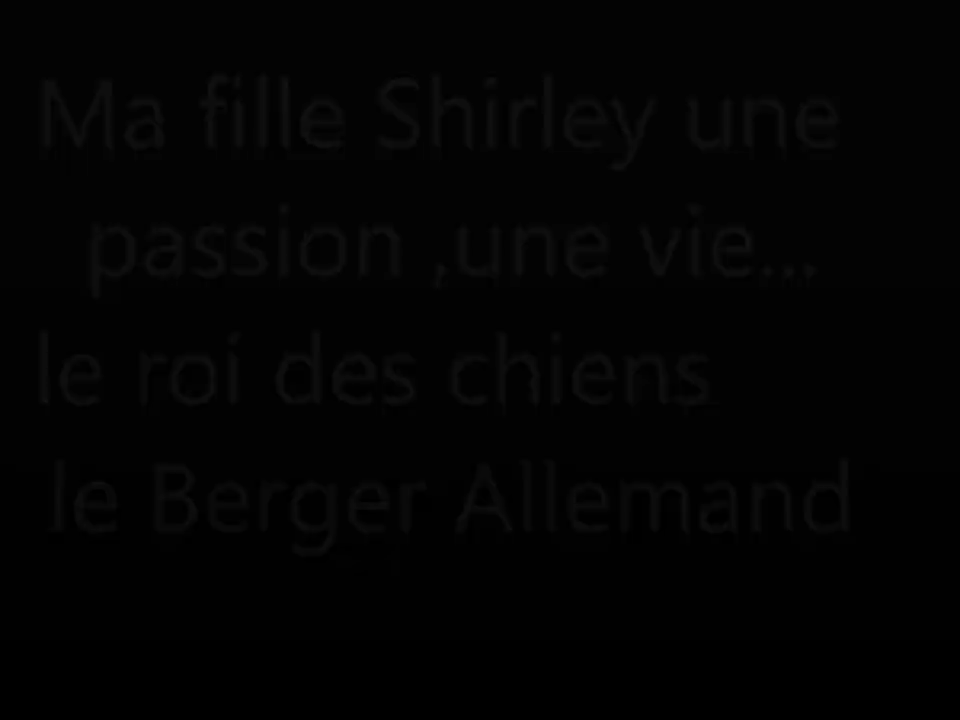 Ma fille Shirley une
passion ,une vie...
le roi des chiens
le Berger Allemand